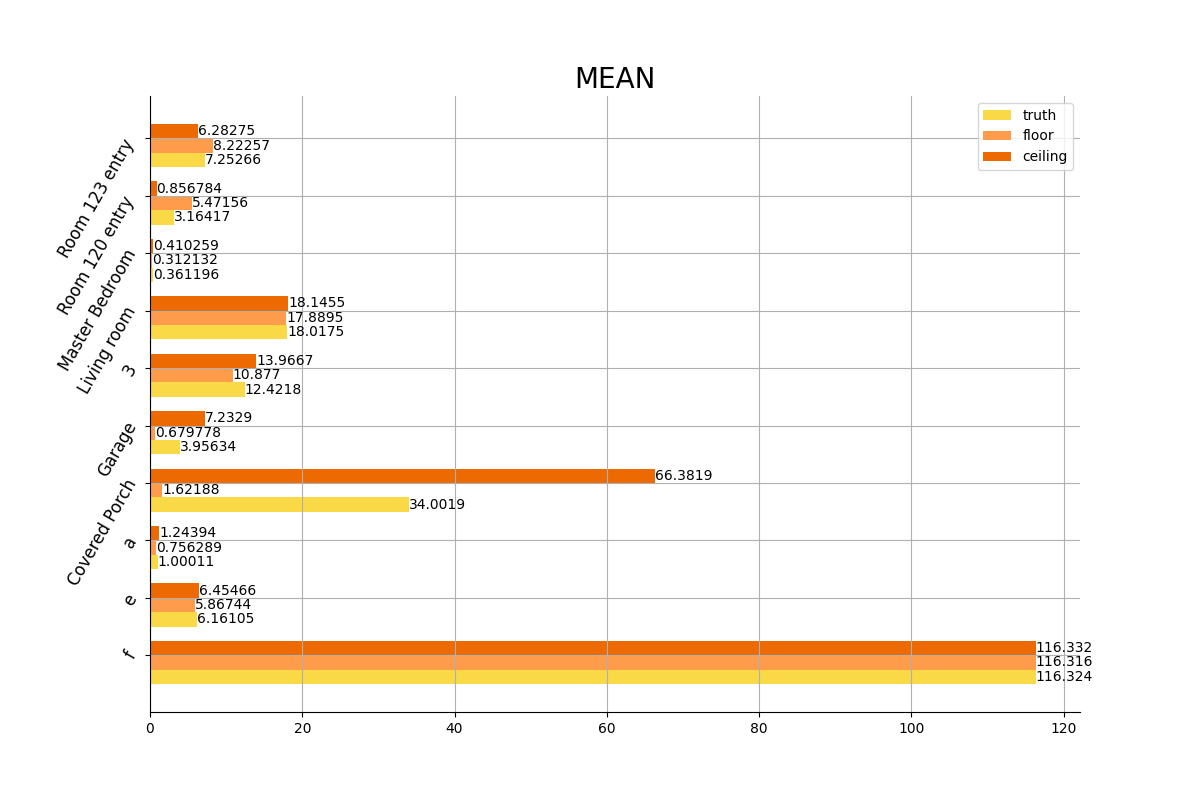 MEAN
truth
floor
ceiling
Room 123 entry
6.28275
8.22257
7.25266
Room 120 entry
0.856784
5.47156
3.16417
Master Bedroom
0.410259
0.312132
0.361196
Living room
18.1455
17.8895
18.0175
3
13.9667
10.877
12.4218
Garage
7.2329
0.679778
3.95634
Covered Porch
66.3819
1.62188
34.0019
a
1.24394
0.756289
1.00011
e
6.45466
5.86744
6.16105
f
116.332
116.316
116.324
0 20 40 60 80 100 120